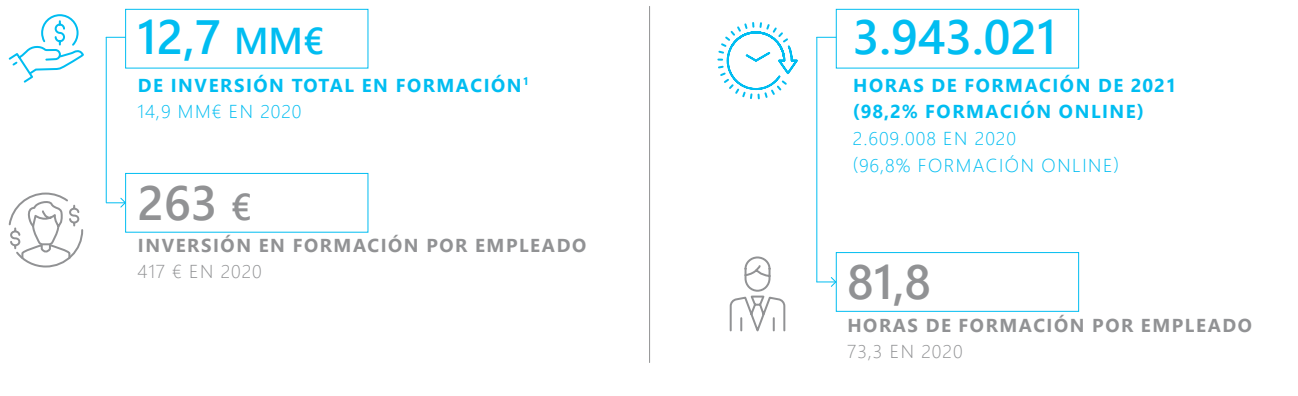 12,7 MM€
DE INVERSIÓN TOTAL EN FORMACIÓN¹
14,9 MM€ EN 2020
263 €
INVERSIÓN EN FORMACIÓN POR EMPLEADO
417 € EN 2020
3.943.021
HORAS DE FORMACIÓN DE 2021
(98,2% FORMACIÓN ONLINE)
2.609.008 EN 2020
(96,8% FORMACIÓN ONLINE)
81,8
HORAS DE FORMACIÓN POR EMPLEADO
73,3 EN 2020